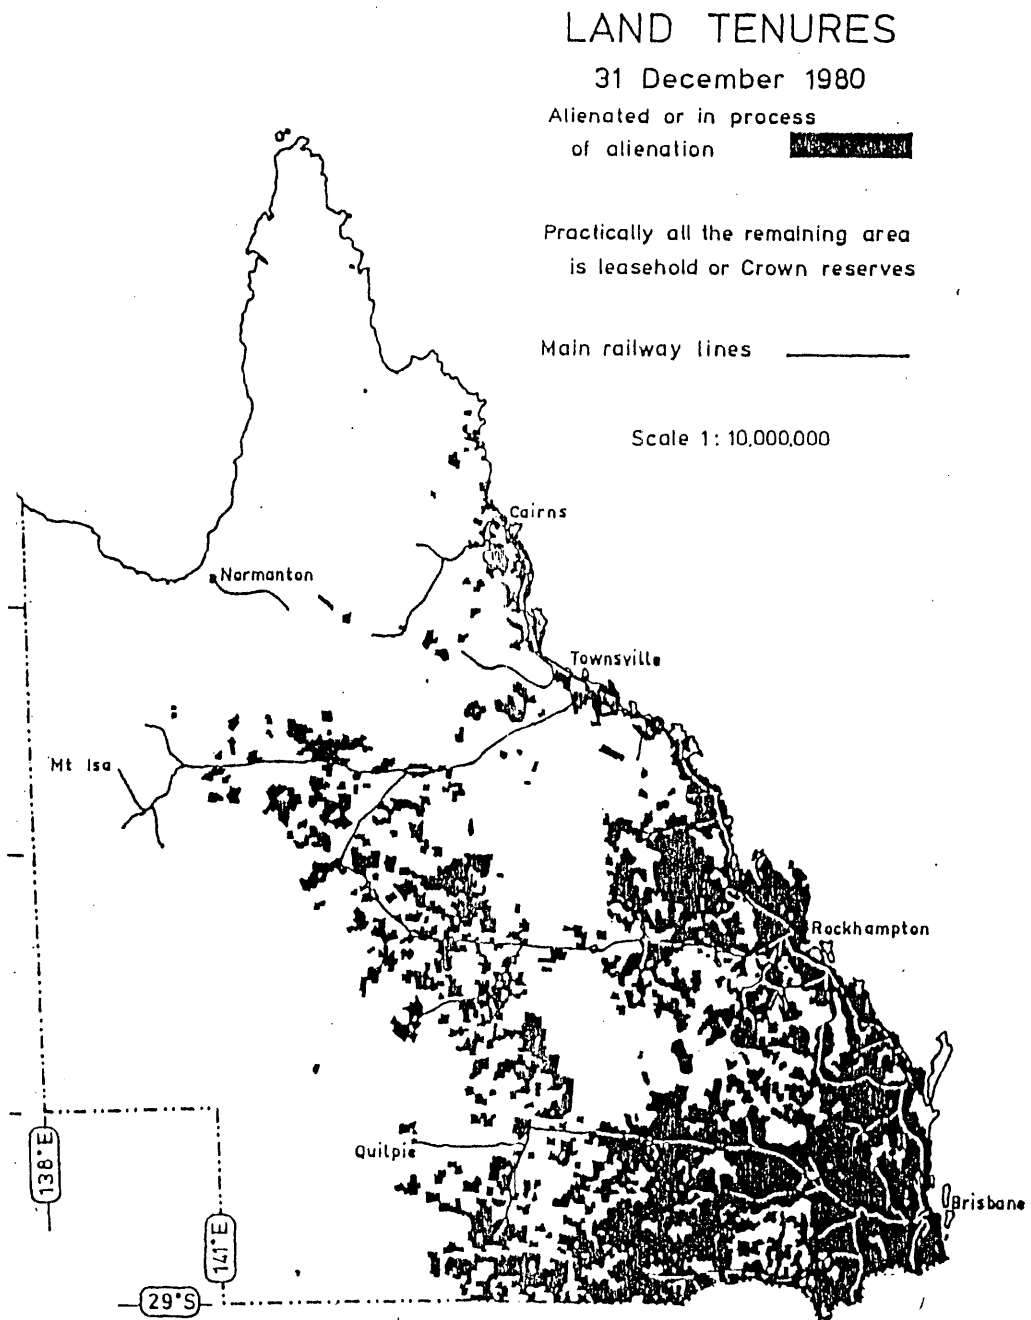 LAND TENURES
31 December 1980
Alienated or in process
of alienation
Practically all the remaining area
is leasehold or Crown reserves
Main railway lines
Scale 1:10,000,000
Cairns
Normanton
Townsville
Mt Isa
Rockhampton
Quilpie
138°E
Brisbane
141°E
29°S